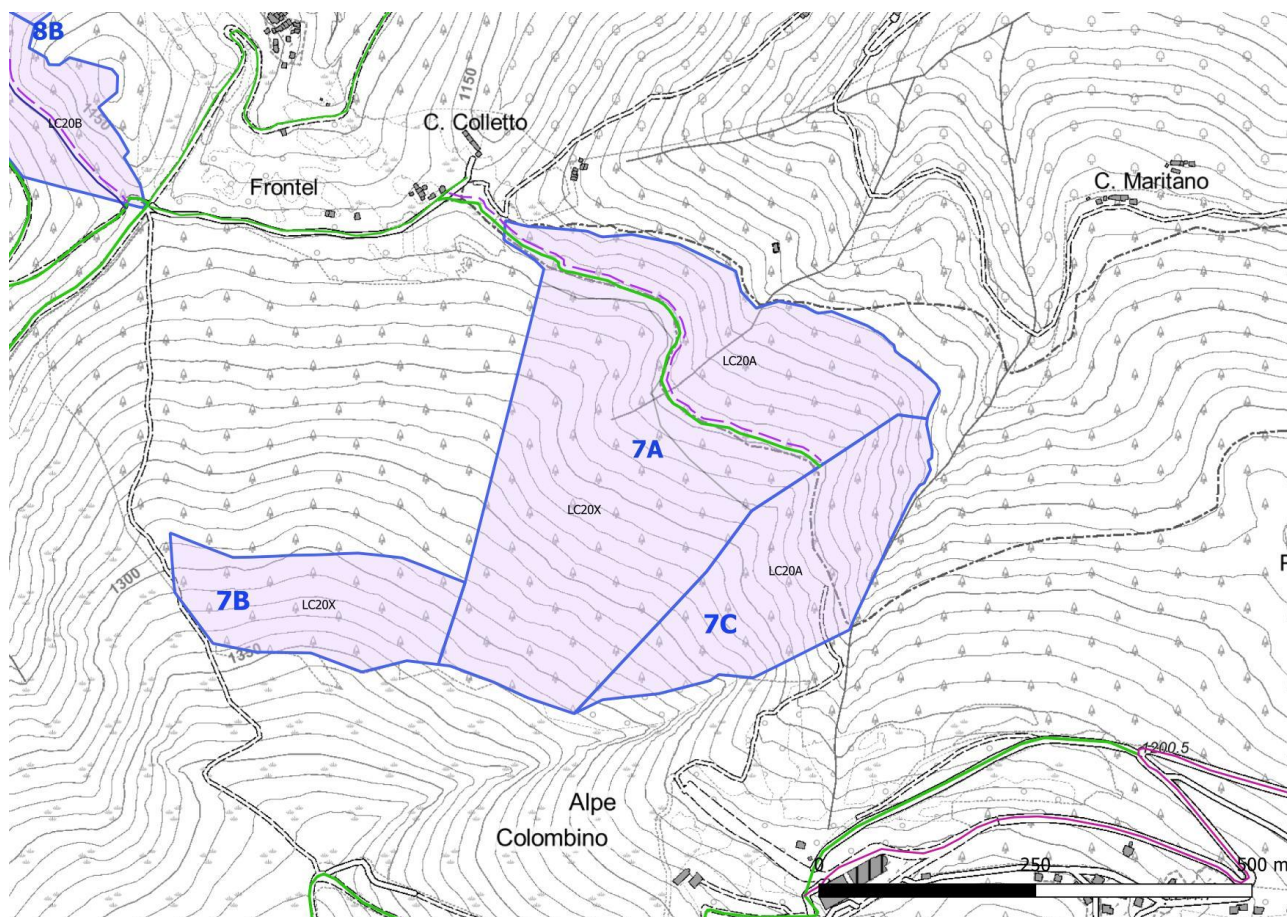 8B
LC20B
1150
1150
C. Colletto
Frontel
C. Maritano
LC20A
7A
LC20X
LC20A
7B
LC20X
7C
1300
1350
P
1200.5
Alpe
Colombino
0
250
500 m